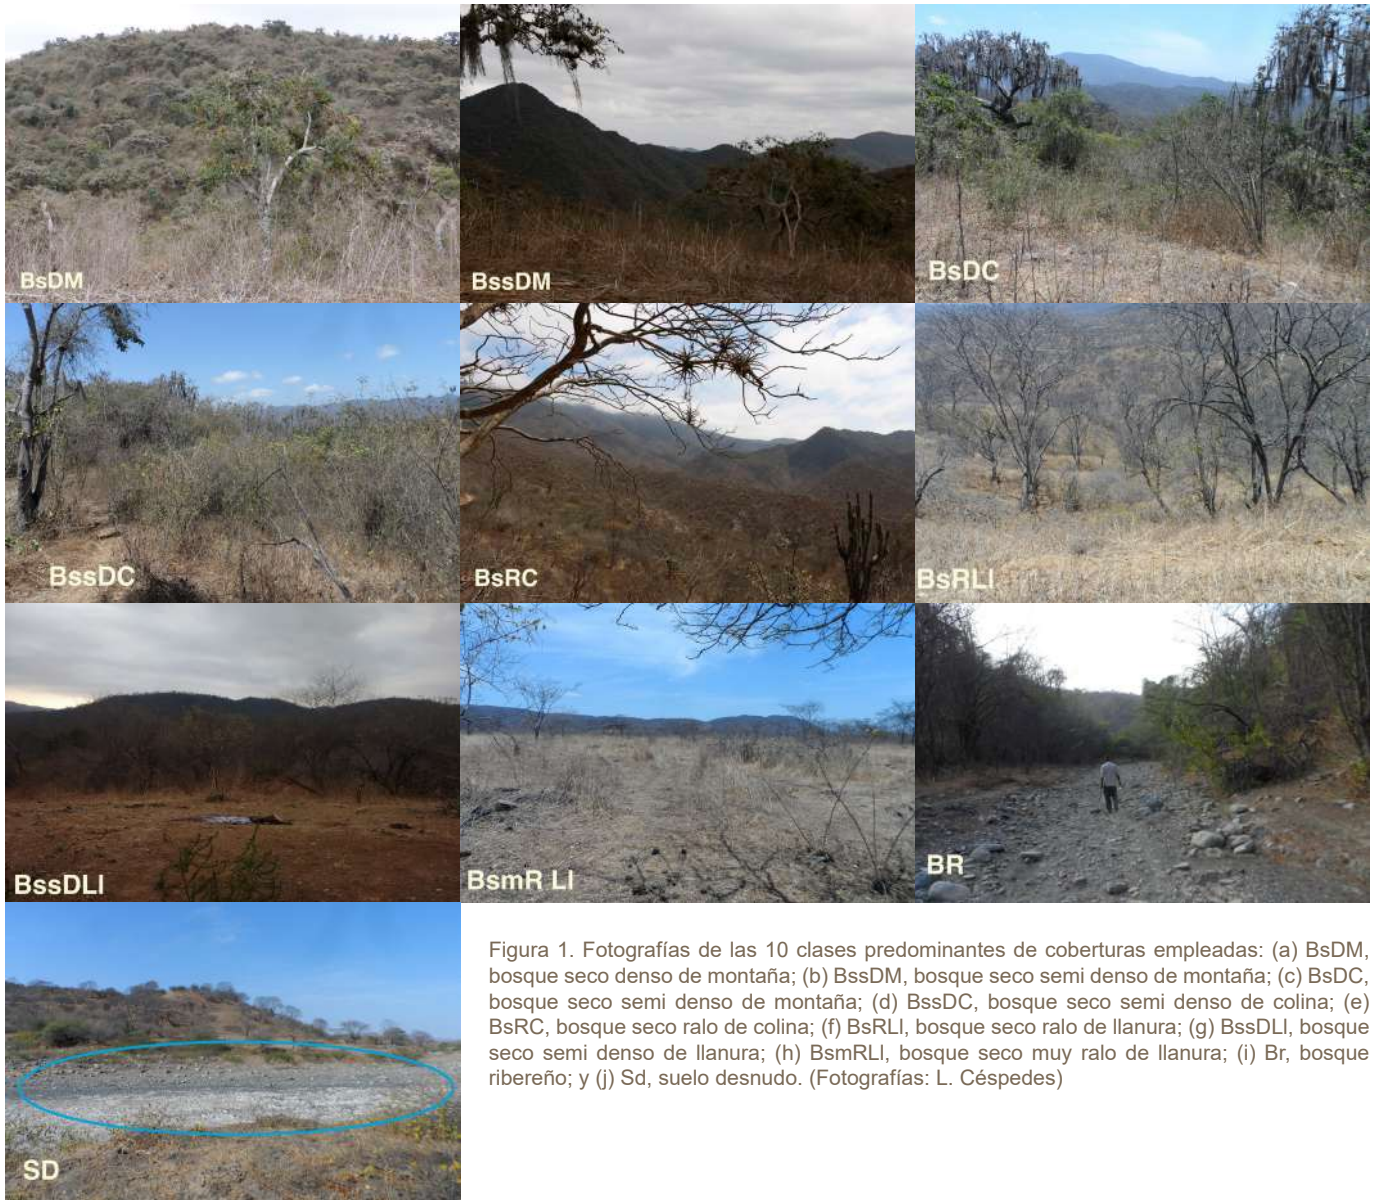 BsDM
BssDM
BsDC
BssDC
BsRC
BsRLl
BssDLl
BsmR Ll
BR
SD
Figura 1. Fotografías de las 10 clases predominantes de coberturas empleadas: (a) BsDM,
bosque seco denso de montaña; (b) BssDM, bosque seco semi denso de montaña; (c) BsDC,
bosque seco semi denso de montaña; (d) BssDC, bosque seco semi denso de colina; (e)
BsRC, bosque seco ralo de colina; (f) BsRLl, bosque seco ralo de llanura; (g) BssDLl, bosque
seco semi denso de llanura; (h) BsmRLl, bosque seco muy ralo de llanura; (i) Br, bosque
ribereño; y (j) Sd, suelo desnudo. (Fotografías: L. Céspedes)